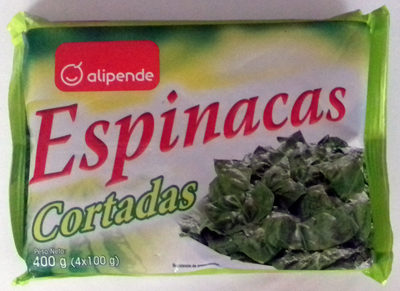 alipende
Espinacas
Cortadas
Peso Neto:
400 g (4x100 g)